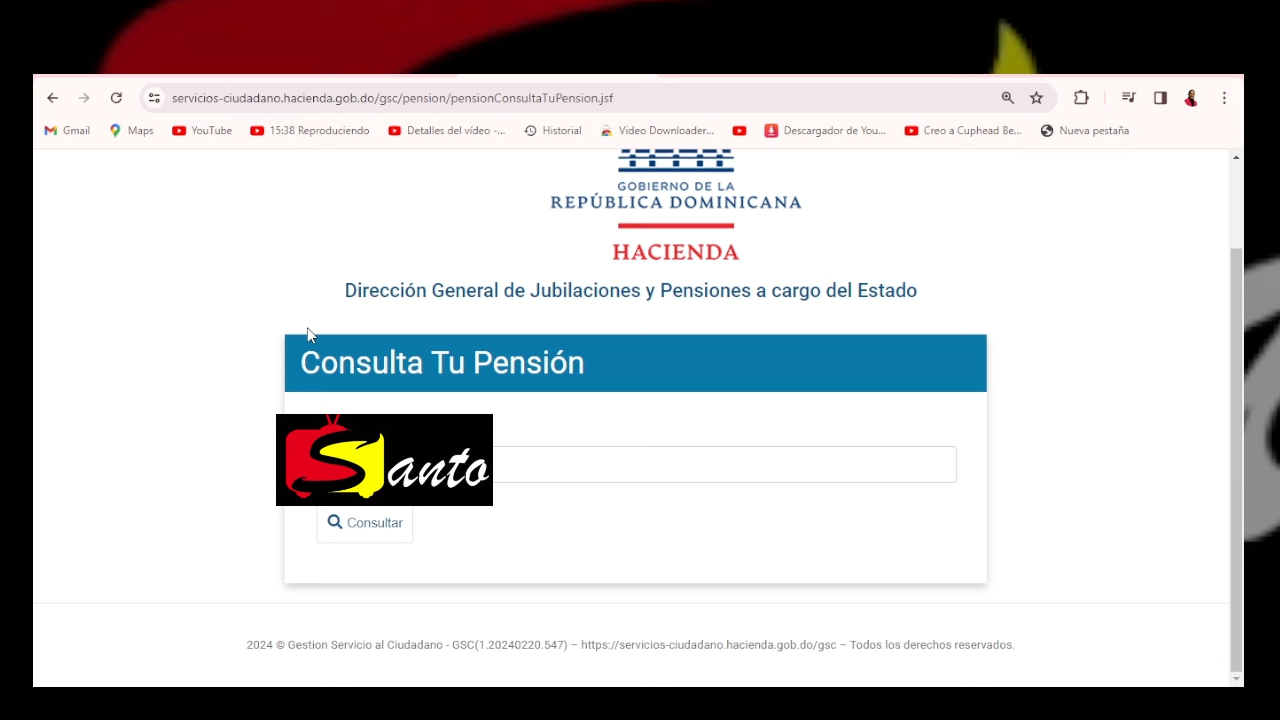 servicios-ciudadano.hacienda.gob.do/gsc/pension/pensionConsultaTuPension.jsf
Gmail Maps YouTube 15:38 Reproduciendo Detalles del vídeo -... Historial Video Downloader... Descargador de You... Creo a Cuphead Be... Nueva pestaña
GOBIERNO DE LA
REPÚBLICA DOMINICANA
HACIENDA
Dirección General de Jubilaciones y Pensiones a cargo del Estado
Consulta Tu Pensión
Santo
Consultar
2024 © Gestion Servicio al Ciudadano - GSC(1.20240220.547) – https://servicios-ciudadano.hacienda.gob.do/gsc – Todos los derechos reservados.